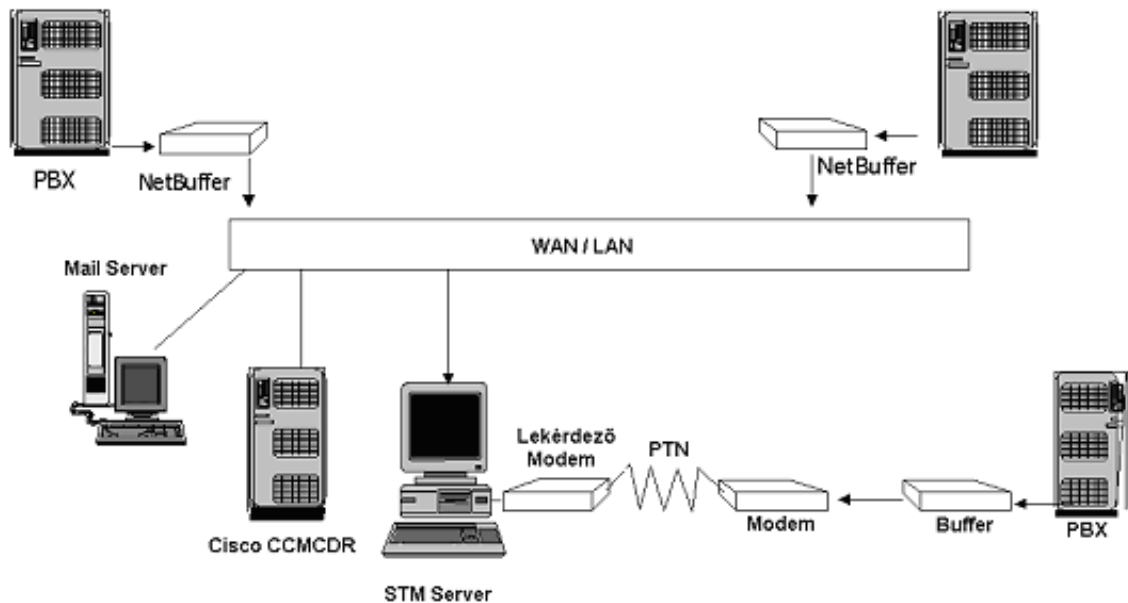 PBX
NetBuffer
NetBuffer
WAN / LAN
Mail Server
Lekérdező
Modem
PTN
Modem
Buffer
PBX
Cisco CCMCDR
STM Server